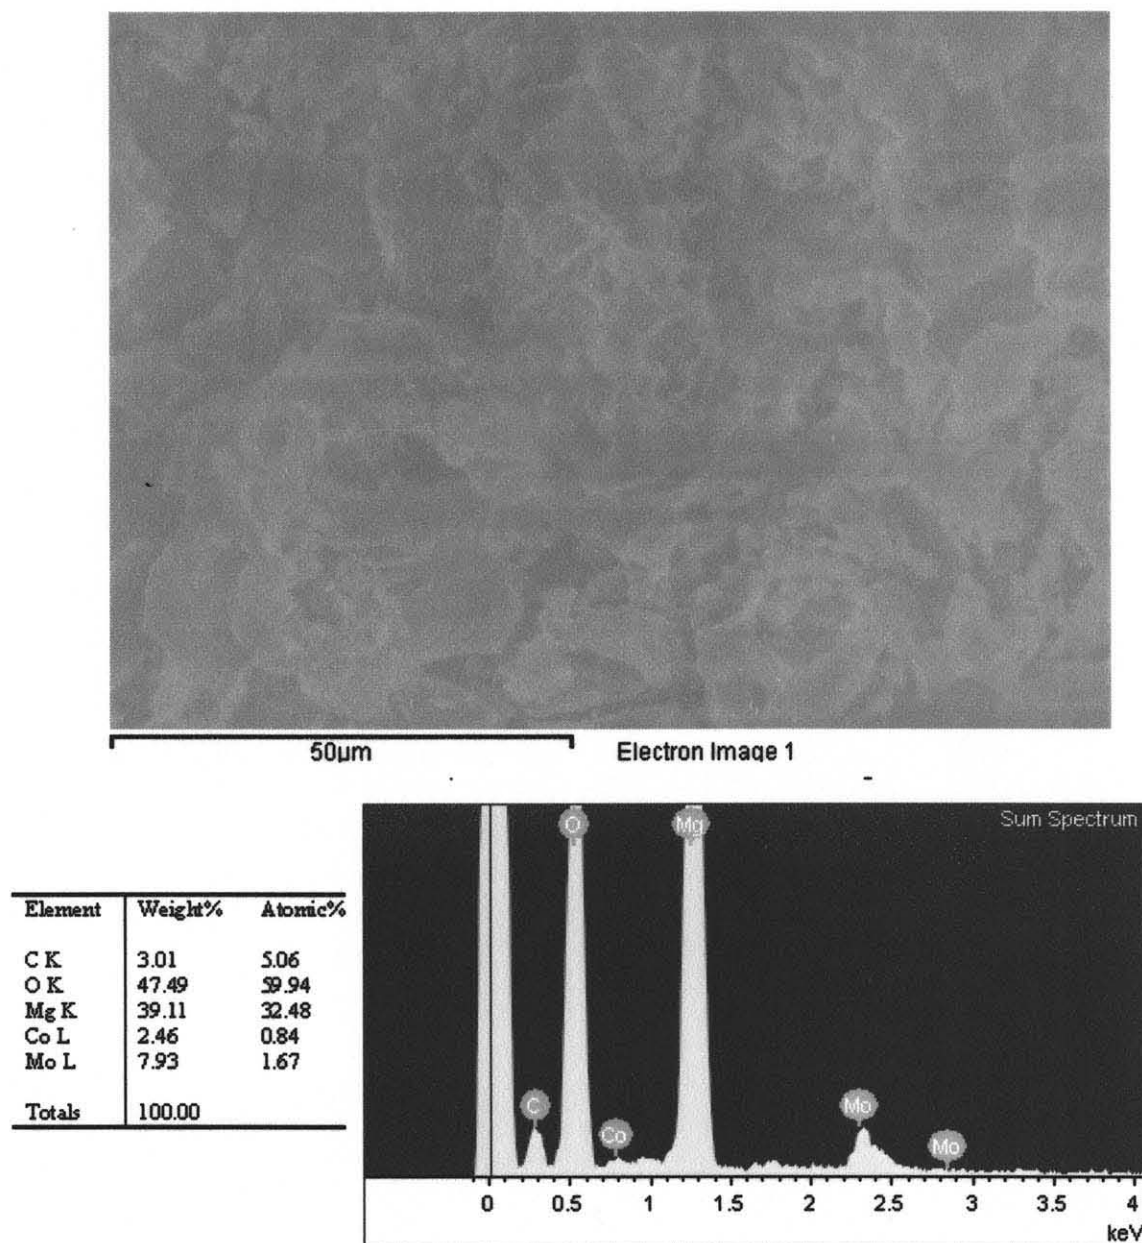 50µm Electron Image 1
Element Weight% Atomic%
C K 3.01 5.06
O K 47.49 59.94
Mg K 39.11 32.48
Co L 2.46 0.84
Mo L 7.93 1.67
Totals 100.00
Sum Spectrum
O Mg
C Co Mo Mo
0 0.5 1 1.5 2 2.5 3 3.5 4
keV